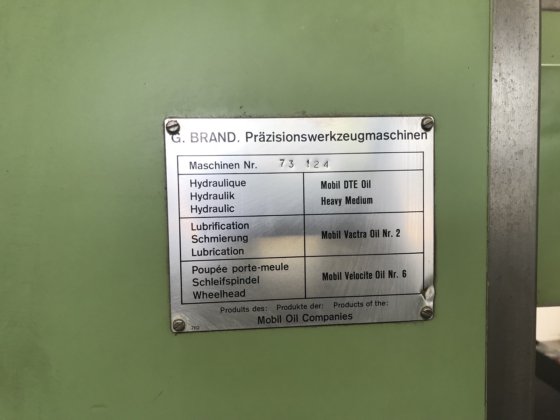 G. BRAND. Präzisionswerkzeugmaschinen
Maschinen Nr. 73 124
Hydraulique
Hydraulik
Hydraulic
Mobil DTE Oil
Heavy Medium
Lubrification
Schmierung
Lubrication
Mobil Vactra Oil Nr. 2
Poupée porte-meule
Schleifspindel
Wheelhead
Mobil Velocite Oil Nr. 6
Produits des: Produkte der: Products of the:
Mobil Oil Companies